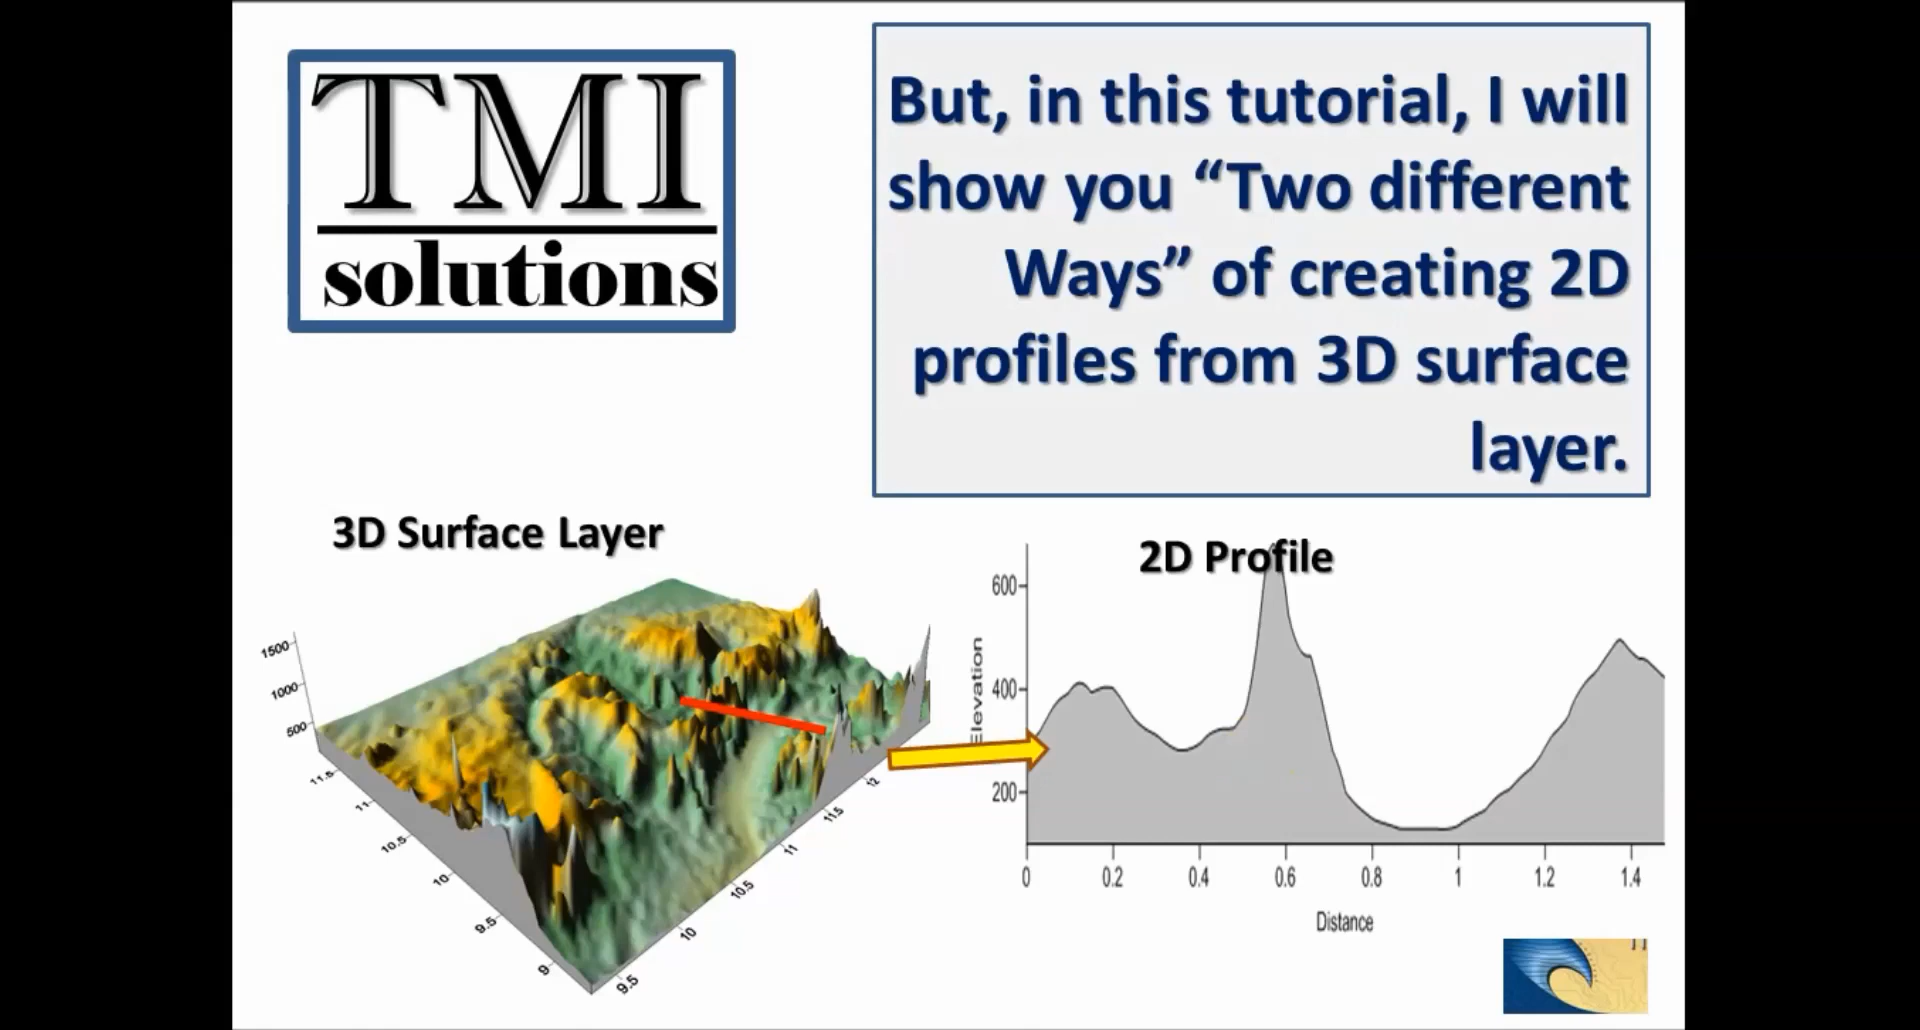 TMI
solutions
But, in this tutorial, I will
show you “Two different
Ways” of creating 2D
profiles from 3D surface
layer.
3D Surface Layer
1500
1000
500
11.5
11
10.5
10
9.5
9
9.5
10
10.5
11
11.5
12
2D Profile
600
400
200
Elevation
0 0.2 0.4 0.6 0.8 1 1.2 1.4
Distance